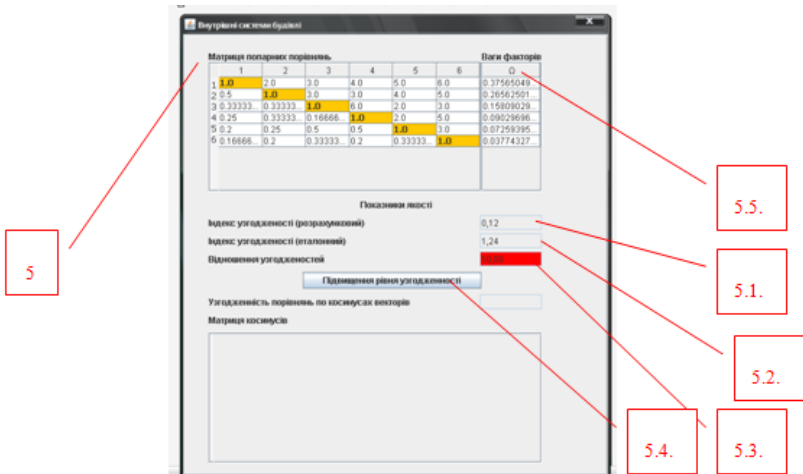 Внутрішні системи будівлі
Матриця попарних порівнянь Ваги факторів
1 2 3 4 5 6 Ω
1 1.0 2.0 3.0 4.0 5.0 6.0 0.37565049...
2 0.5 1.0 3.0 3.0 4.0 5.0 0.26562501...
3 0.33333... 0.33333... 1.0 6.0 2.0 3.0 0.15809029...
4 0.25 0.33333... 0.16666... 1.0 2.0 5.0 0.09029696...
5 0.2 0.25 0.5 0.5 1.0 3.0 0.07259395...
6 0.16666... 0.2 0.33333... 0.2 0.33333... 1.0 0.03774327...
Показники якості
5.5.
Індекс узгодженості (розрахунковий) 0,12
Індекс узгодженості (еталонний) 1,24
5
Відношення узгодженостей
5.1.
Підвищення рівня узгодженності
Узгодженність порівнянь по косинусах векторів
Матриця косинусів
5.2.
5.4.
5.3.